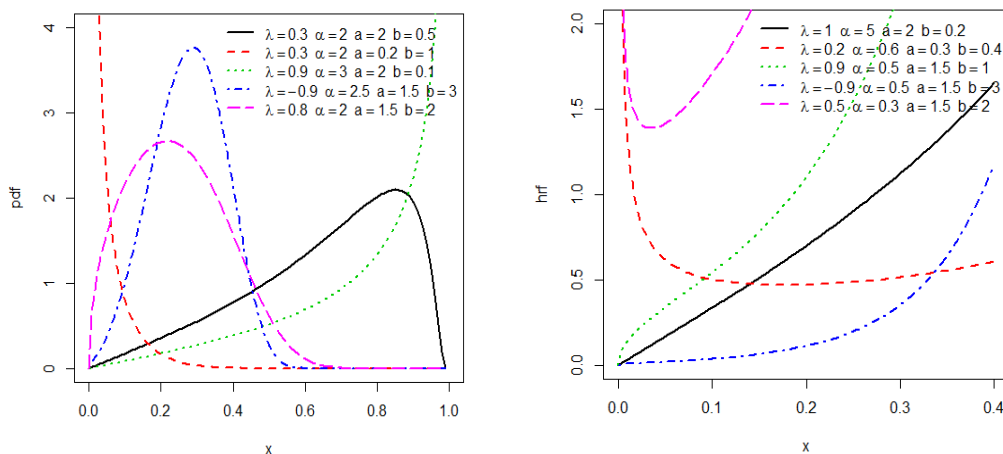 λ=0.3 α=2 a=2 b=0.5
λ=0.3 α=2 a=0.2 b=1
λ=0.9 α=3 a=2 b=0.1
λ=−0.9 α=2.5 a=1.5 b=3
λ=0.8 α=2 a=1.5 b=2
pdf
4
3
2
1
0
0.0 0.2 0.4 0.6 0.8 1.0
x
λ=1 α=5 a=2 b=0.2
λ=0.2 α=0.6 a=0.3 b=0.4
λ=0.9 α=0.5 a=1.5 b=1
λ=−0.9 α=0.5 a=1.5 b=3
λ=0.5 α=0.3 a=1.5 b=2
hrf
2.0
1.5
1.0
0.5
0.0
0.0 0.1 0.2 0.3 0.4
x